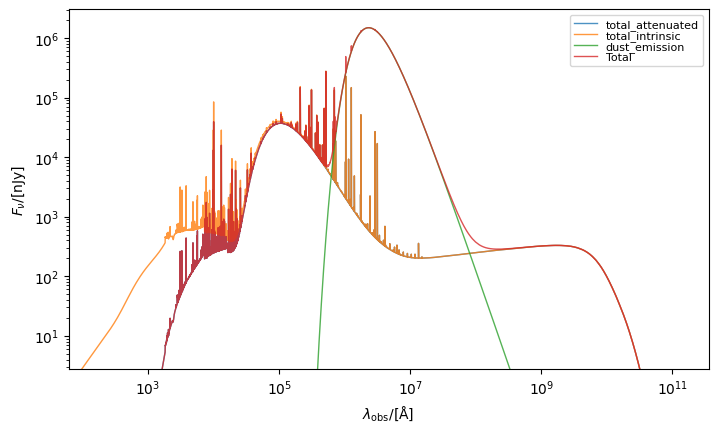 total_attenuated
total_intrinsic
dust_emission
Total
10⁶
10⁵
10⁴
10³
10²
10¹
F_ν/[nJy]
10³ 10⁵ 10⁷ 10⁹ 10¹¹
λ_obs/[Å]